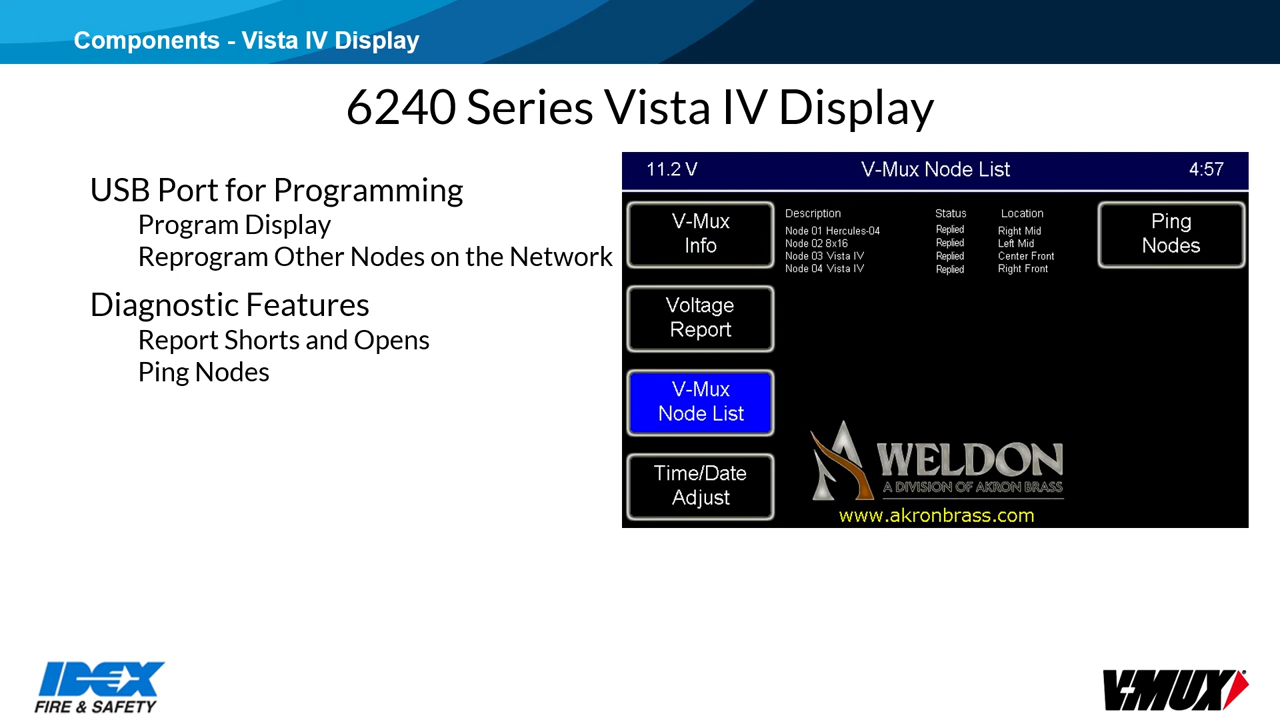 Components - Vista IV Display
6240 Series Vista IV Display
USB Port for Programming
Program Display
Reprogram Other Nodes on the Network
Diagnostic Features
Report Shorts and Opens
Ping Nodes
11.2 V V-Mux Node List 4:57
V-Mux
Info
Voltage
Report
V-Mux
Node List
Time/Date
Adjust
Description Status Location
Node 01 Hercules-04 Replied Right Mid
Node 02 8x16 Replied Left Mid
Node 03 Vista IV Replied Center Front
Node 04 Vista IV Replied Right Front
Ping
Nodes
WELDON
A DIVISION OF AKRON BRASS
www.akronbrass.com
IDEX
FIRE & SAFETY
V-MUX